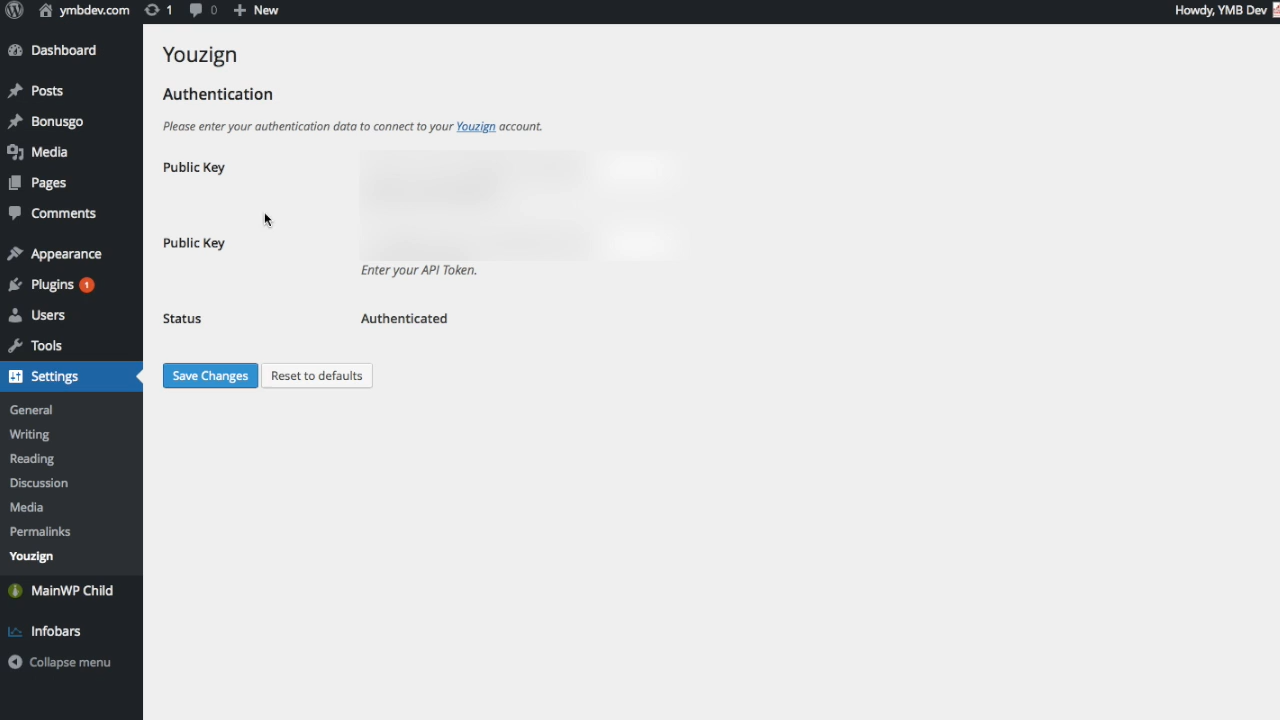 ymbdev.com 1 0 New Howdy, YMB Dev
Dashboard
Posts
Bonusgo
Media
Pages
Comments
Appearance
Plugins 1
Users
Tools
Settings
General
Writing
Reading
Discussion
Media
Permalinks
Youzign
MainWP Child
Infobars
Collapse menu
Youzign
Authentication
Please enter your authentication data to connect to your Youzign account.
Public Key
Public Key
Enter your API Token.
Status Authenticated
Save Changes Reset to defaults